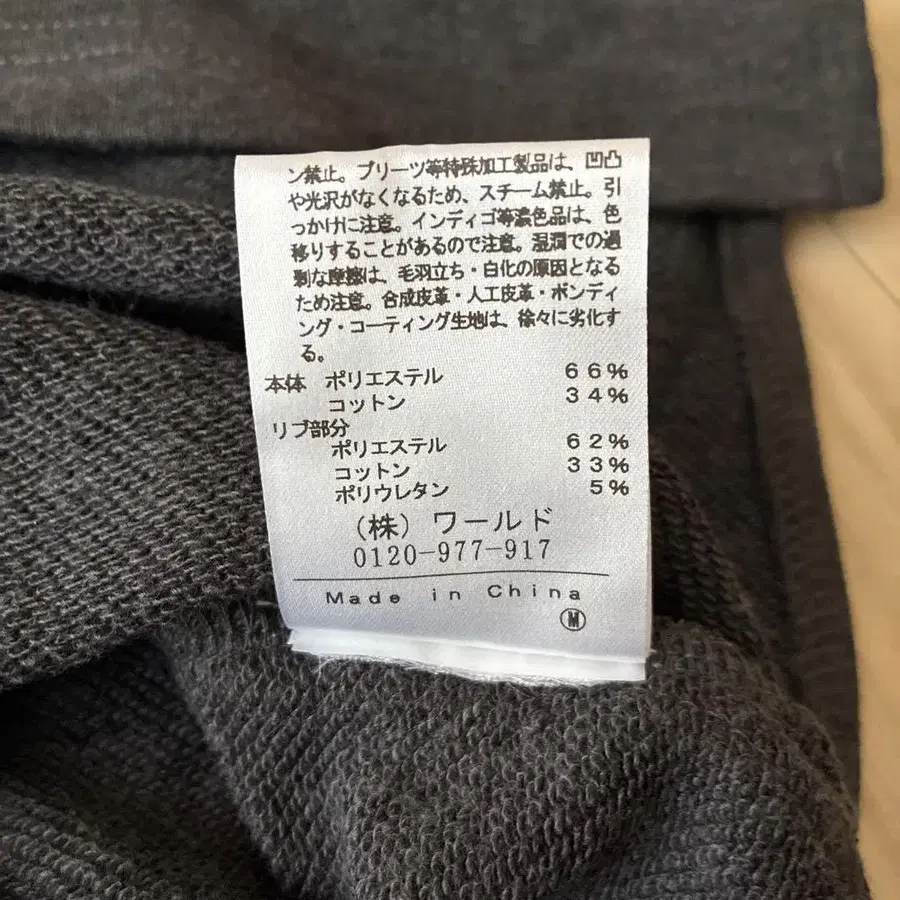 ン禁止。プリーツ等特殊加工製品は、凹凸
や光沢がなくなるため、スチーム禁止。引
っかけに注意。インディゴ等濃色品は、色
移りすることがあるので注意。湿潤での過
剰な摩擦は、毛羽立ち・白化の原因となる
ため注意。合成皮革・人工皮革・ボンディ
ング・コーティング生地は、徐々に劣化す
る。
本体 ポリエステル 66%
コットン 34%
リブ部分
ポリエステル 62%
コットン 33%
ポリウレタン 5%
(株)ワールド
0120-977-917
Made in China
Ⓜ